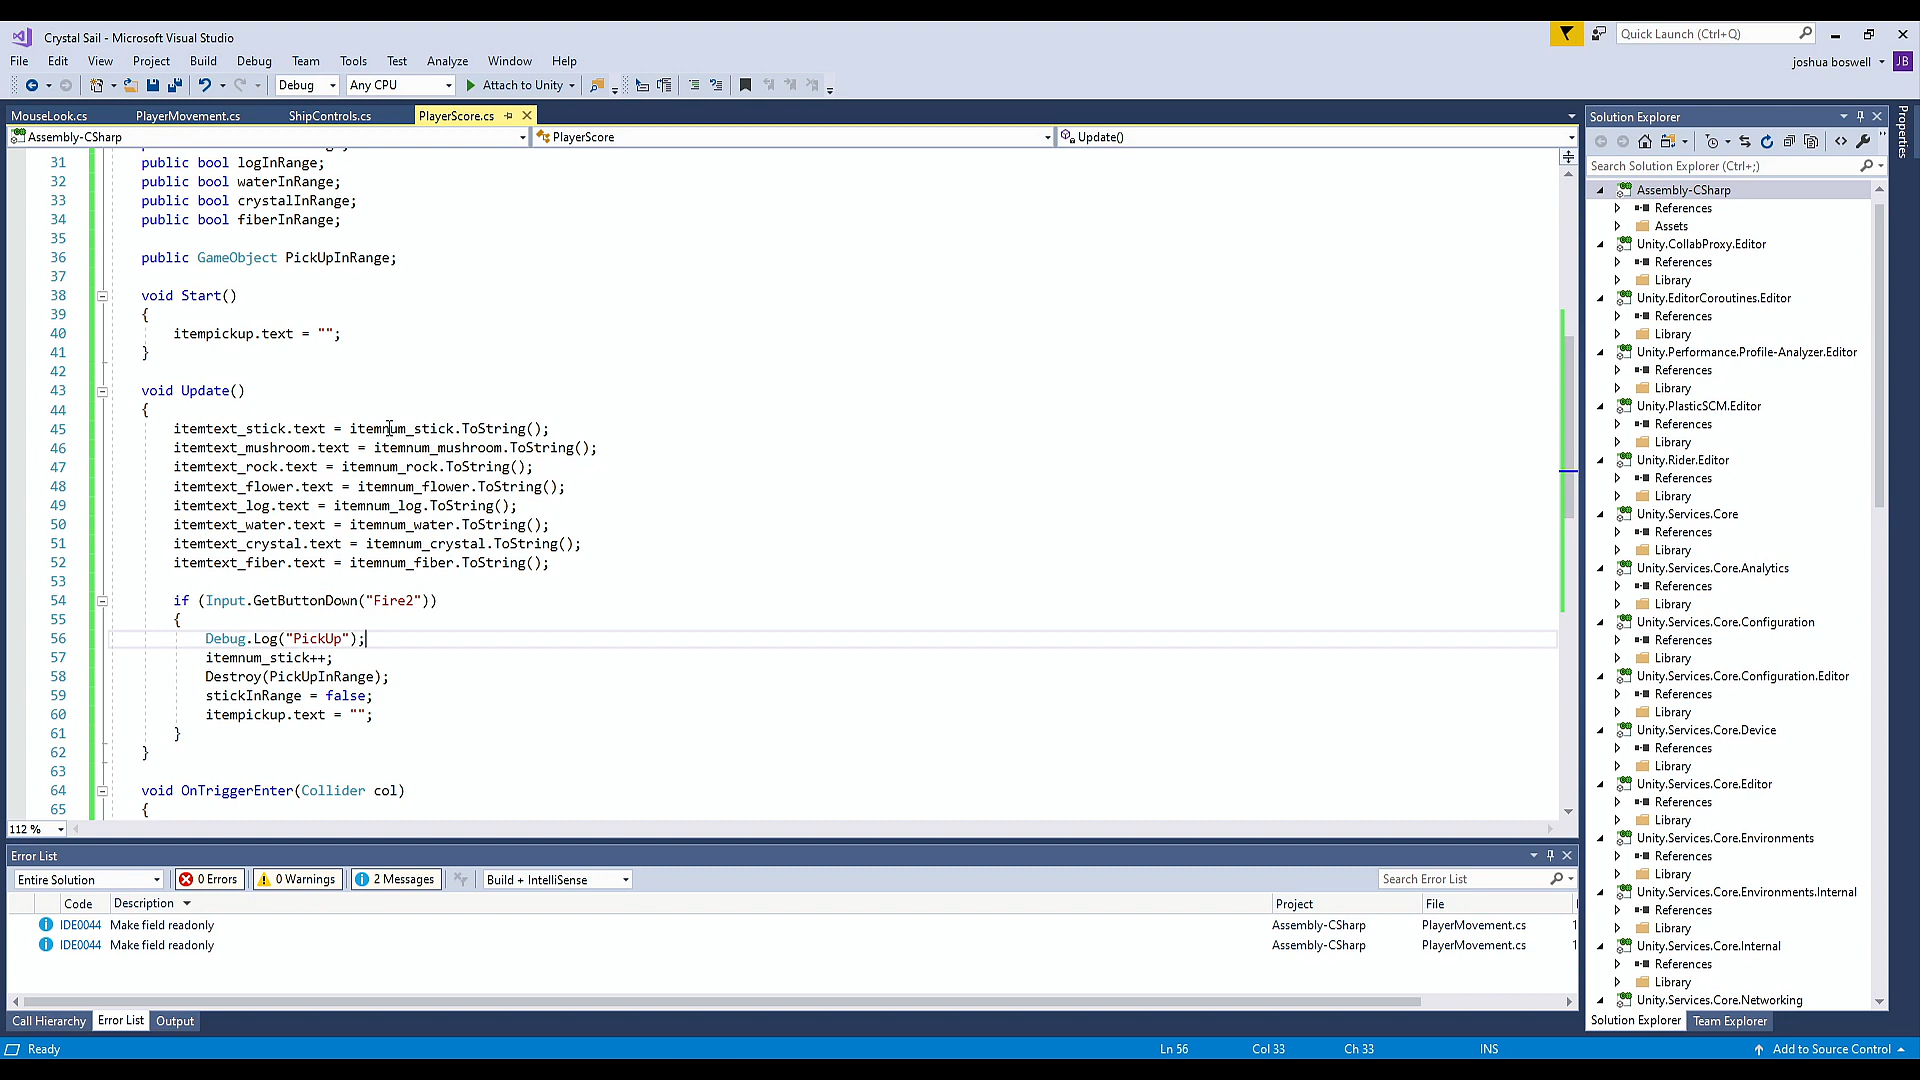 Crystal Sail - Microsoft Visual Studio
Quick Launch (Ctrl+Q)
File Edit View Project Build Debug Team Tools Test Analyze Window Help
joshua boswell JB
Debug Any CPU Attach to Unity
MouseLook.cs PlayerMovement.cs ShipControls.cs PlayerScore.cs
Assembly-CSharp PlayerScore Update()
31 public bool logInRange;
32 public bool waterInRange;
33 public bool crystalInRange;
34 public bool fiberInRange;
35
36 public GameObject PickUpInRange;
37
38 void Start()
39 {
40 itempickup.text = "";
41 }
42
43 void Update()
44 {
45 itemtext_stick.text = itemnum_stick.ToString();
46 itemtext_mushroom.text = itemnum_mushroom.ToString();
47 itemtext_rock.text = itemnum_rock.ToString();
48 itemtext_flower.text = itemnum_flower.ToString();
49 itemtext_log.text = itemnum_log.ToString();
50 itemtext_water.text = itemnum_water.ToString();
51 itemtext_crystal.text = itemnum_crystal.ToString();
52 itemtext_fiber.text = itemnum_fiber.ToString();
53
54 if (Input.GetButtonDown("Fire2"))
55 {
56 Debug.Log("PickUp");
57 itemnum_stick++;
58 Destroy(PickUpInRange);
59 stickInRange = false;
60 itempickup.text = "";
61 }
62 }
63
64 void OnTriggerEnter(Collider col)
65 {
112 %
Error List
Entire Solution 0 Errors 0 Warnings 2 Messages Build + IntelliSense Search Error List
Code Description Project File
IDE0044 Make field readonly Assembly-CSharp PlayerMovement.cs 1
IDE0044 Make field readonly Assembly-CSharp PlayerMovement.cs 1
Call Hierarchy Error List Output
Solution Explorer
Search Solution Explorer (Ctrl+;)
Assembly-CSharp
References
Assets
Unity.CollabProxy.Editor
References
Library
Unity.EditorCoroutines.Editor
References
Library
Unity.Performance.Profile-Analyzer.Editor
References
Library
Unity.PlasticSCM.Editor
References
Library
Unity.Rider.Editor
References
Library
Unity.Services.Core
References
Library
Unity.Services.Core.Analytics
References
Library
Unity.Services.Core.Configuration
References
Library
Unity.Services.Core.Configuration.Editor
References
Library
Unity.Services.Core.Device
References
Library
Unity.Services.Core.Editor
References
Library
Unity.Services.Core.Environments
References
Library
Unity.Services.Core.Environments.Internal
References
Library
Unity.Services.Core.Internal
References
Library
Unity.Services.Core.Networking
Solution Explorer Team Explorer
Properties
Ready Ln 56 Col 33 Ch 33 INS Add to Source Control